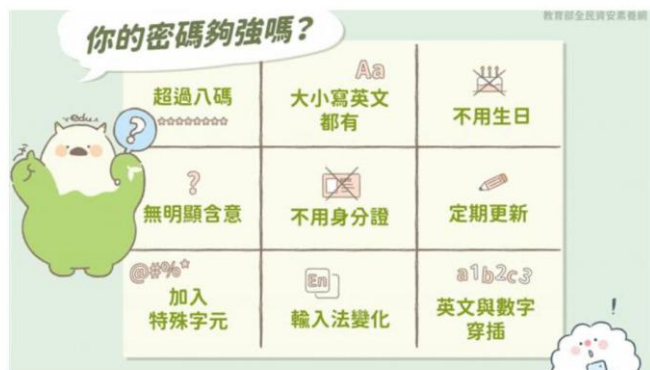 教育部全民資安素養網
你的密碼夠強嗎？
超過八碼
********
Aa
大小寫英文
都有
不用生日
?
無明顯含意
不用身分證
定期更新
@#%*
加入
特殊字元
En
輸入法變化
a1b2c3
英文與數字
穿插
edu
?
!